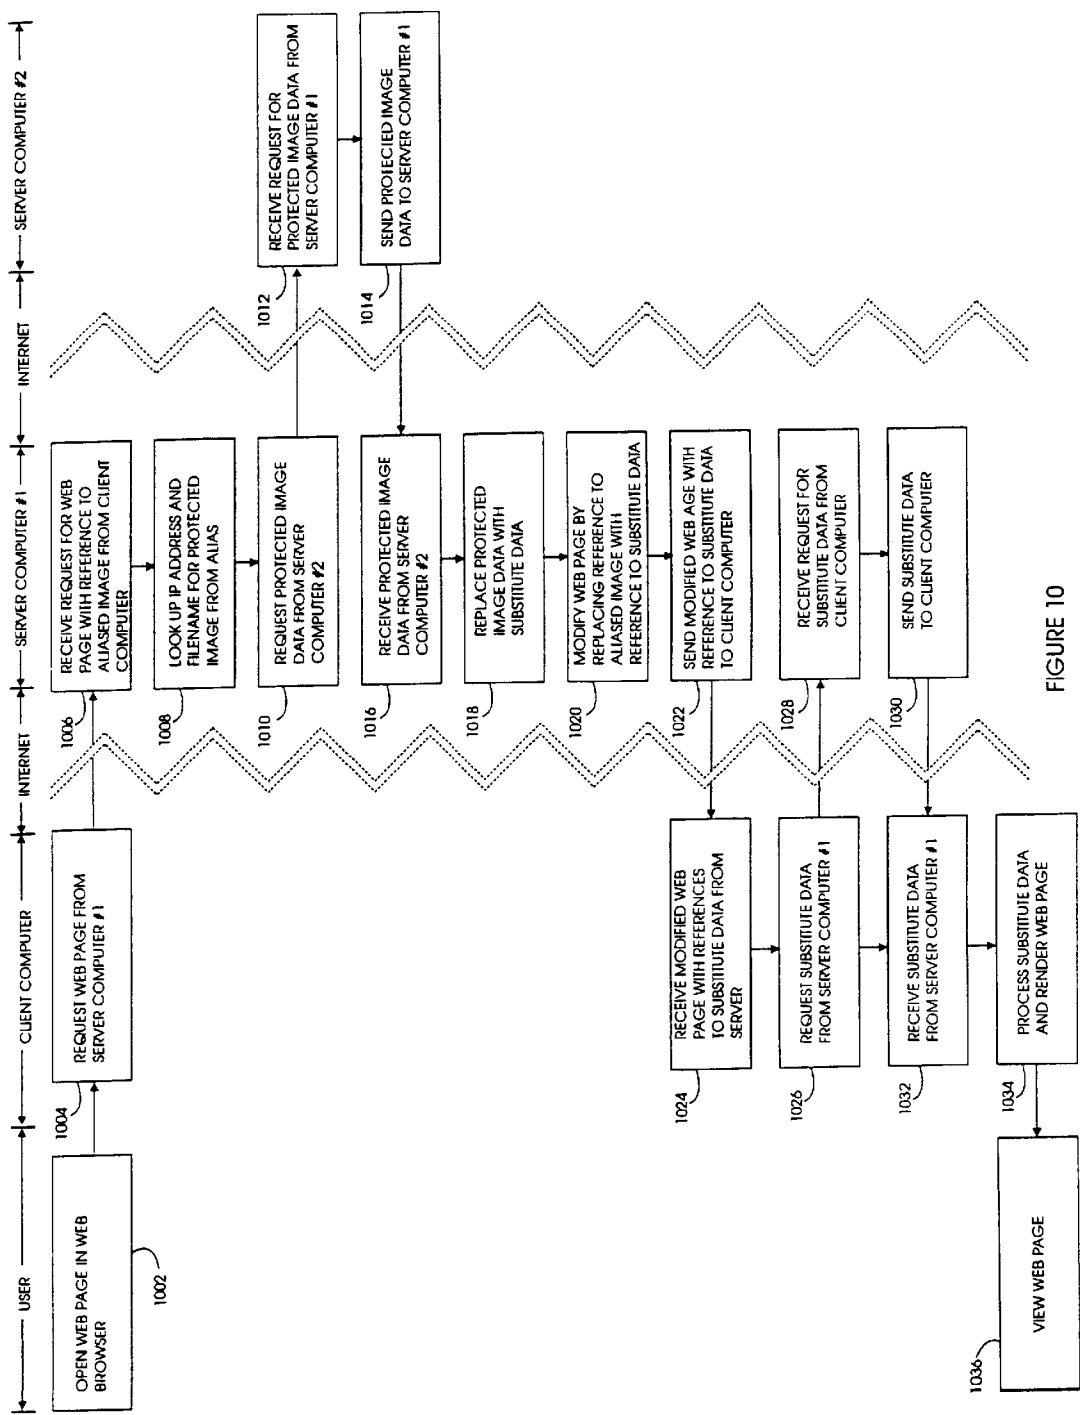 USER
CLIENT COMPUTER
INTERNET
SERVER COMPUTER #1
INTERNET
SERVER COMPUTER #2
OPEN WEB PAGE IN WEB
BROWSER
1002
REQUEST WEB PAGE FROM
SERVER COMPUTER #1
1004
RECEIVE REQUEST FOR WEB
PAGE WITH REFERENCE TO
ALIASED IMAGE FROM CLIENT
COMPUTER
1006
LOOK UP IP ADDRESS AND
FILENAME FOR PROTECTED
IMAGE FROM ALIAS
1008
REQUEST PROTECTED IMAGE
DATA FROM SERVER
COMPUTER #2
1010
RECEIVE REQUEST FOR
PROTECTED IMAGE DATA FROM
SERVER COMPUTER #1
1012
SEND PROTECTED IMAGE
DATA TO SERVER COMPUTER #1
1014
RECEIVE PROTECTED IMAGE
DATA FROM SERVER
COMPUTER #2
1016
REPLACE PROTECTED
IMAGE DATA WITH
SUBSTITUTE DATA
1018
MODIFY WEB PAGE BY
REPLACING REFERENCE TO
ALIASED IMAGE WITH
REFERENCE TO SUBSTITUTE DATA
1020
SEND MODIFIED WEB AGE WITH
REFERENCE TO SUBSTITUTE DATA
TO CLIENT COMPUTER
1022
RECEIVE MODIFIED WEB
PAGE WITH REFERENCES
TO SUBSTITUTE DATA FROM
SERVER
1024
REQUEST SUBSTITUTE DATA
FROM SERVER COMPUTER #1
1026
RECEIVE REQUEST FOR
SUBSTITUTE DATA FROM
CLIENT COMPUTER
1028
SEND SUBSTITUTE DATA
TO CLIENT COMPUTER
1030
RECEIVE SUBSTITUTE DATA
FROM SERVER COMPUTER #1
1032
PROCESS SUBSTITUTE DATA
AND RENDER WEB PAGE
1034
VIEW WEB PAGE
1036
FIGURE 10